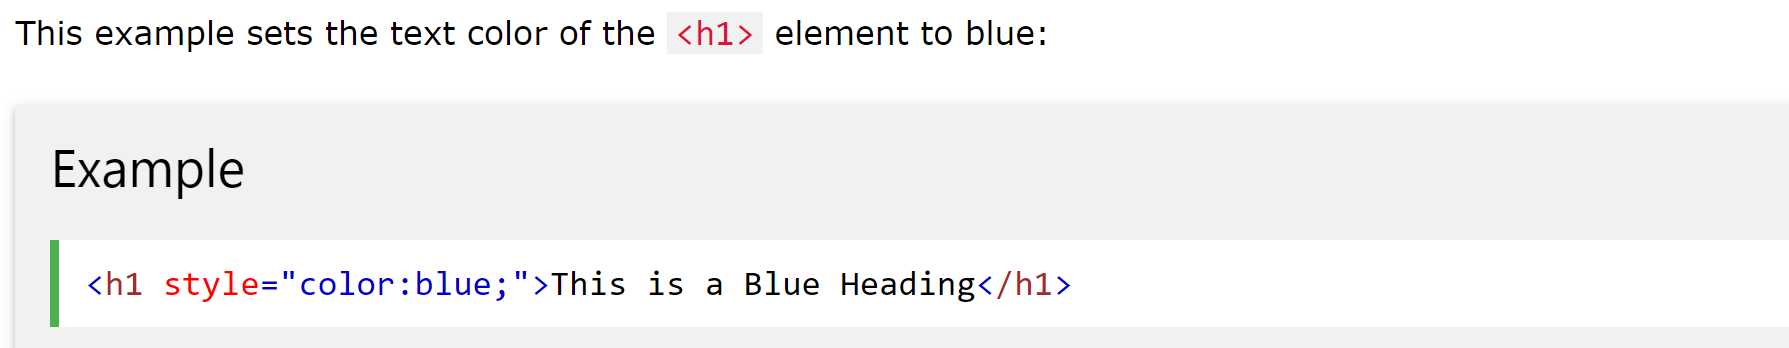 This example sets the text color of the <h1> element to blue:
Example
<h1 style="color:blue;">This is a Blue Heading</h1>